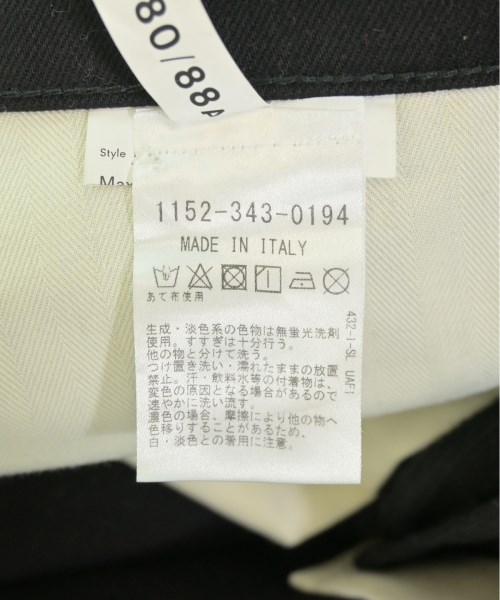 80/88A
Style
Max
1152-343-0194
MADE IN ITALY
あて布使用
生成・淡色系の色物は無蛍光洗剤
使用。すすぎは十分行う。
他の物と分けて洗う。
つけ置き洗い・濡れたままの放置
禁止。汗・飲料水等の付着物は、
変色の原因となる場合があるので
速やかに洗い流す。
濃色の場合、摩擦により他の物へ
色移りすることがあるため、
白・淡色との着用に注意。
432-I-SL UAF1